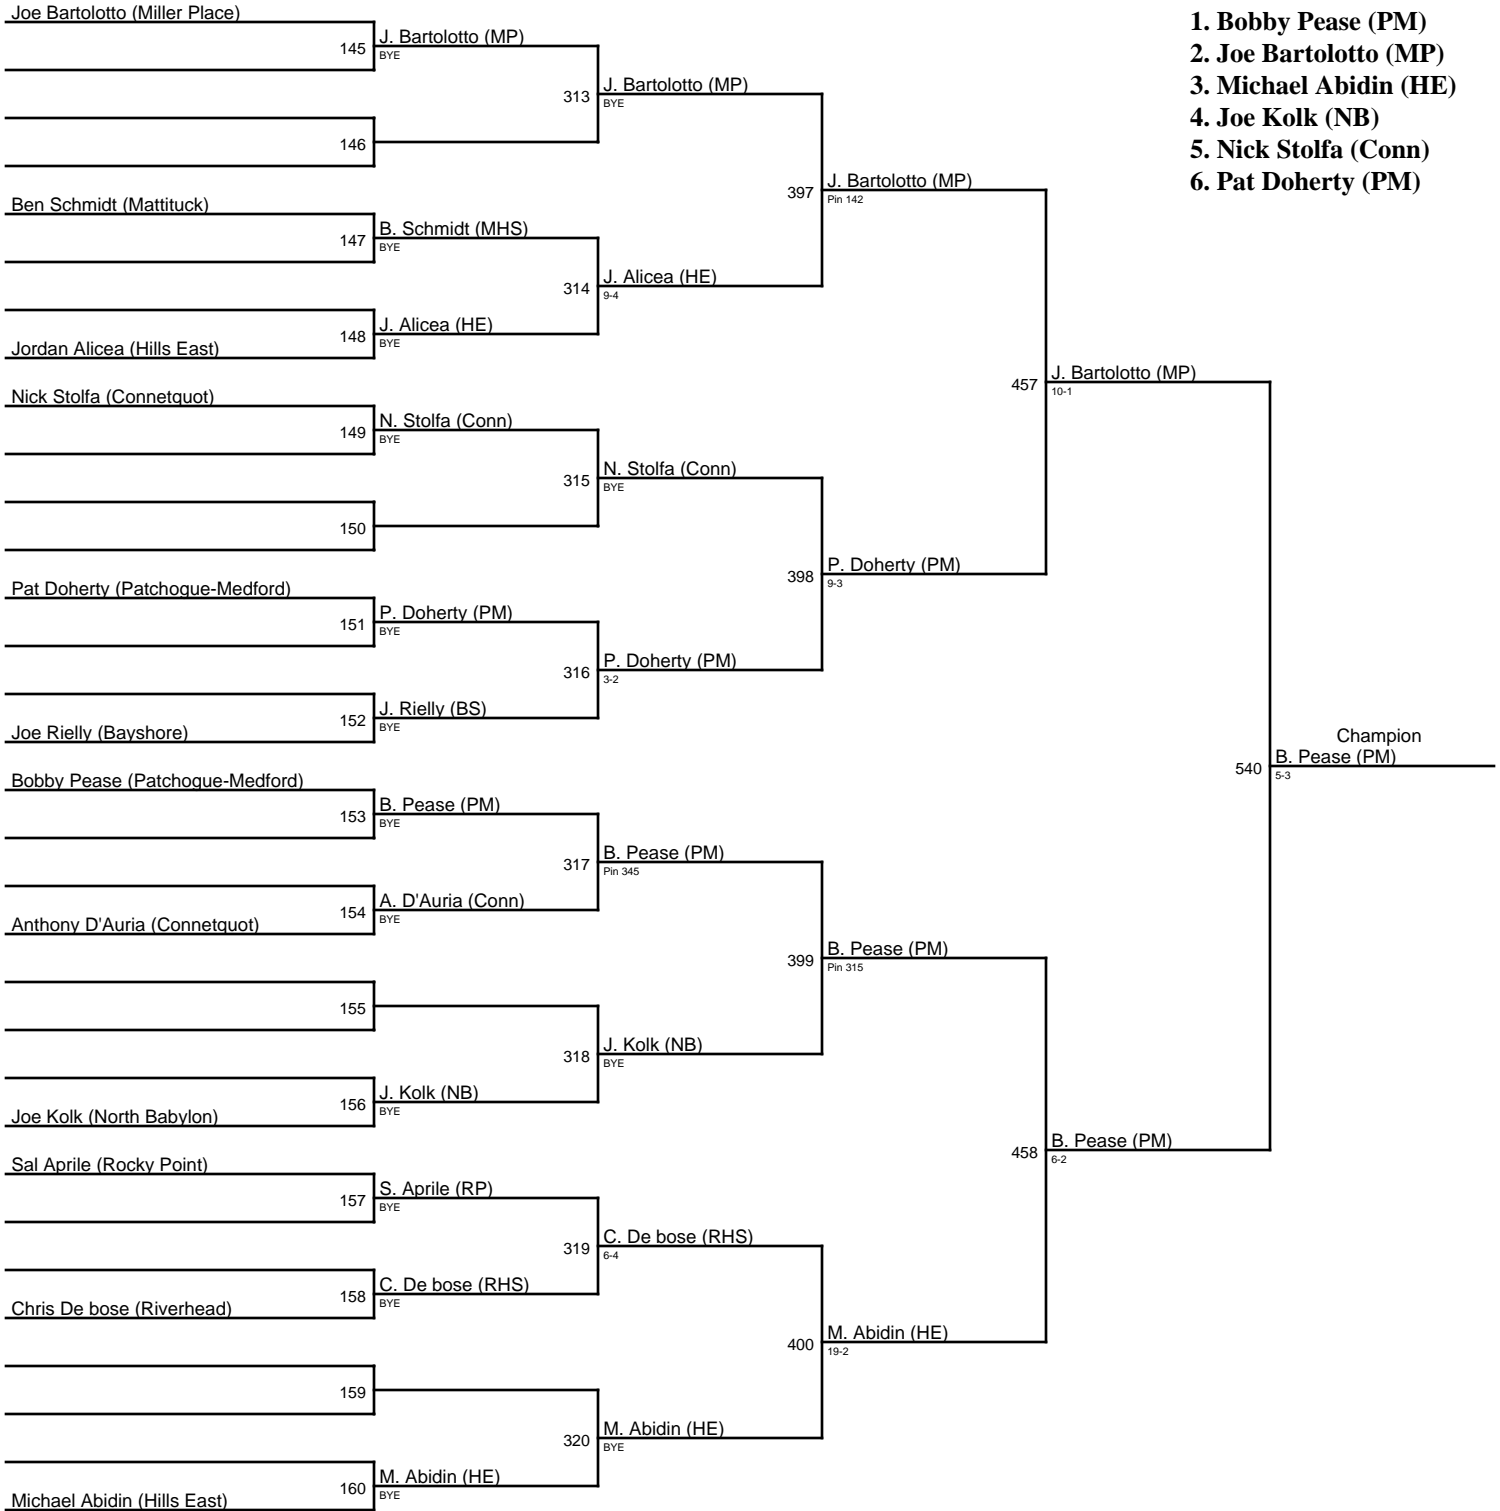 1. Bobby Pease (PM)
2. Joe Bartolotto (MP)
3. Michael Abidin (HE)
4. Joe Kolk (NB)
5. Nick Stolfa (Conn)
6. Pat Doherty (PM)
Joe Bartolotto (Miller Place)
145
Ben Schmidt (Mattituck)
146
147
Jordan Alicea (Hills East)
148
Nick Stolfa (Connetquot)
149
150
Pat Doherty (Patchogue-Medford)
151
Joe Rielly (Bayshore)
152
Bobby Pease (Patchogue-Medford)
153
Anthony D'Auria (Connetquot)
154
155
Joe Kolk (North Babylon)
156
Sal Aprile (Rocky Point)
157
Chris De bose (Riverhead)
158
159
Michael Abidin (Hills East)
160
J. Bartolotto (MP)
BYE
313
B. Schmidt (MHS)
BYE
314
J. Alicea (HE)
BYE
N. Stolfa (Conn)
BYE
315
P. Doherty (PM)
BYE
316
J. Rielly (BS)
BYE
B. Pease (PM)
BYE
317
A. D'Auria (Conn)
BYE
318
J. Kolk (NB)
BYE
S. Aprile (RP)
BYE
319
C. De bose (RHS)
BYE
320
M. Abidin (HE)
BYE
J. Bartolotto (MP)
BYE
397
J. Alicea (HE)
9-4
N. Stolfa (Conn)
BYE
398
P. Doherty (PM)
3-2
B. Pease (PM)
Pin 345
399
J. Kolk (NB)
BYE
C. De bose (RHS)
6-4
400
M. Abidin (HE)
BYE
J. Bartolotto (MP)
Pin 142
457
P. Doherty (PM)
9-3
B. Pease (PM)
Pin 315
458
M. Abidin (HE)
19-2
J. Bartolotto (MP)
10-1
540
B. Pease (PM)
6-2
Champion
B. Pease (PM)
5-3